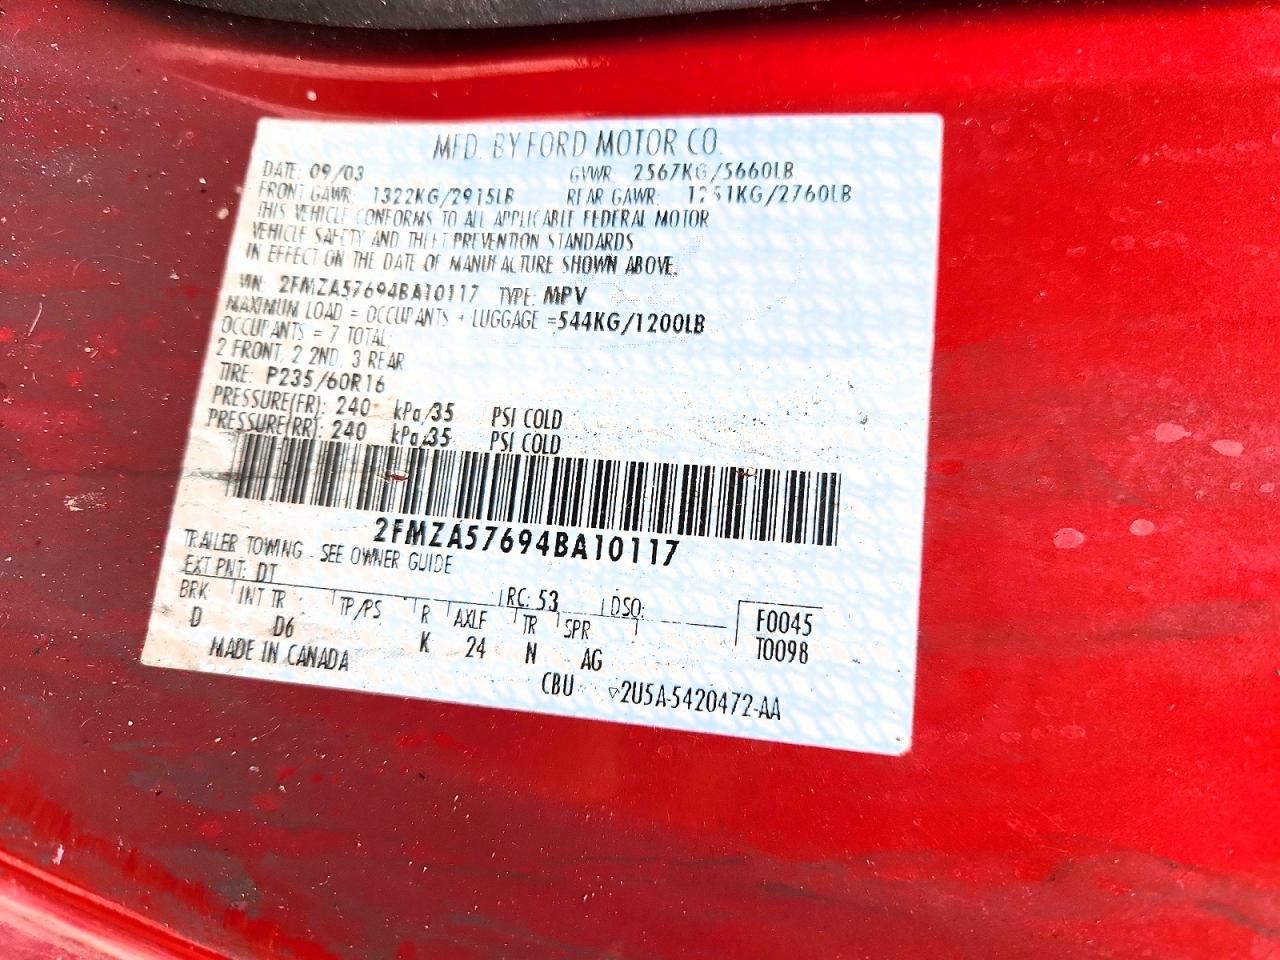 MFD. BY FORD MOTOR CO.
DATE: 09/03 GVWR: 2567KG/5660LB
FRONT GAWR: 1322KG/2915LB REAR GAWR: 1251KG/2760LB
THIS VEHICLE CONFORMS TO ALL APPLICABLE FEDERAL MOTOR
VEHICLE SAFETY AND THEFT PREVENTION STANDARDS
IN EFFECT ON THE DATE OF MANUFACTURE SHOWN ABOVE.
VIN: 2FMZA57694BA10117 TYPE: MPV
MAXIMUM LOAD = OCCUPANTS + LUGGAGE =544KG/1200LB
OCCUPANTS = 7 TOTAL;
2 FRONT, 2 2ND, 3 REAR
TIRE: P235/60R16
PRESSURE(FR): 240 kPa/35 PSI COLD
PRESSURE(RR): 240 kPa/35 PSI COLD
2FMZA57694BA10117
TRAILER TOWING - SEE OWNER GUIDE
EXT PNT: DT RC: 53 DSO:
BRK INT TR TP/PS R AXLE TR SPR F0045
D D6 K 24 N AG T0098
MADE IN CANADA
CBU 2U5A-5420472-AA